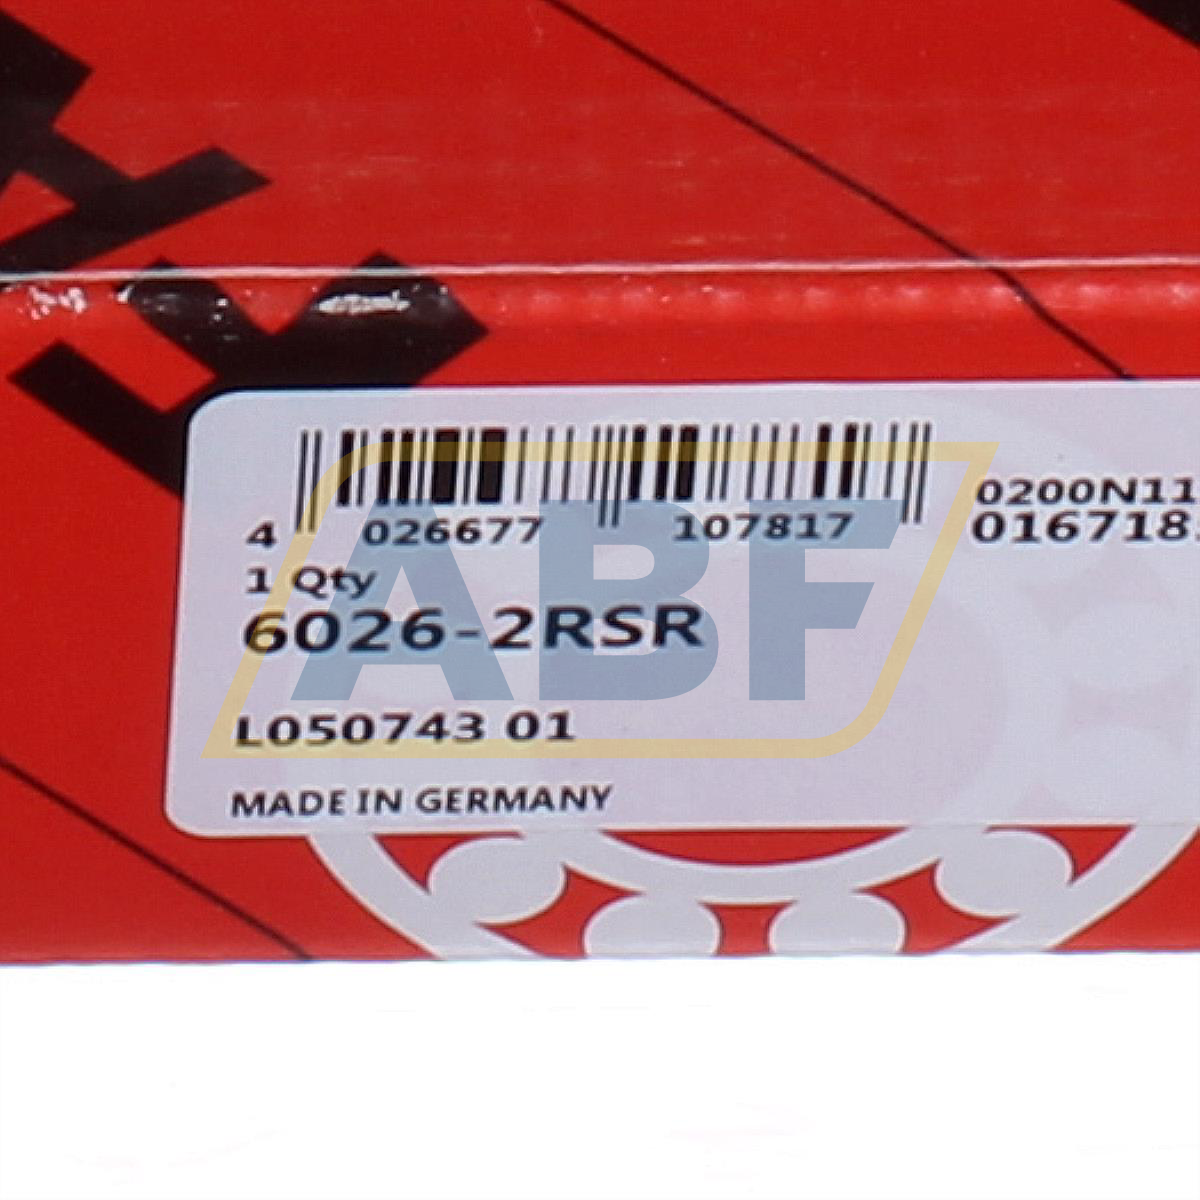 4 026677 107817
0200N11
016718
1 Qty
6026-2RSR
L050743 01
MADE IN GERMANY
ABF